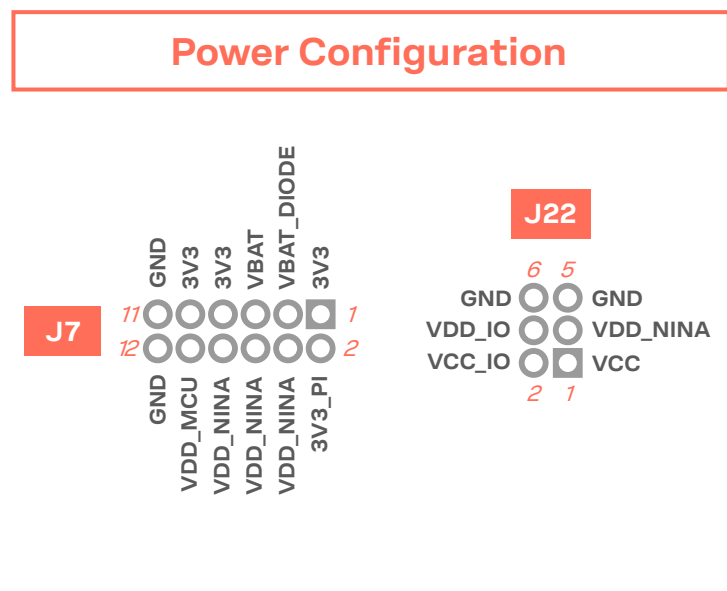 Power Configuration
GND
3V3
3V3
VBAT
VBAT_DIODE
3V3
J7
11
1
12
2
GND
VDD_MCU
VDD_NINA
VDD_NINA
VDD_NINA
3V3_PI
J22
6 5
GND GND
VDD_IO VDD_NINA
VCC_IO VCC
2 1